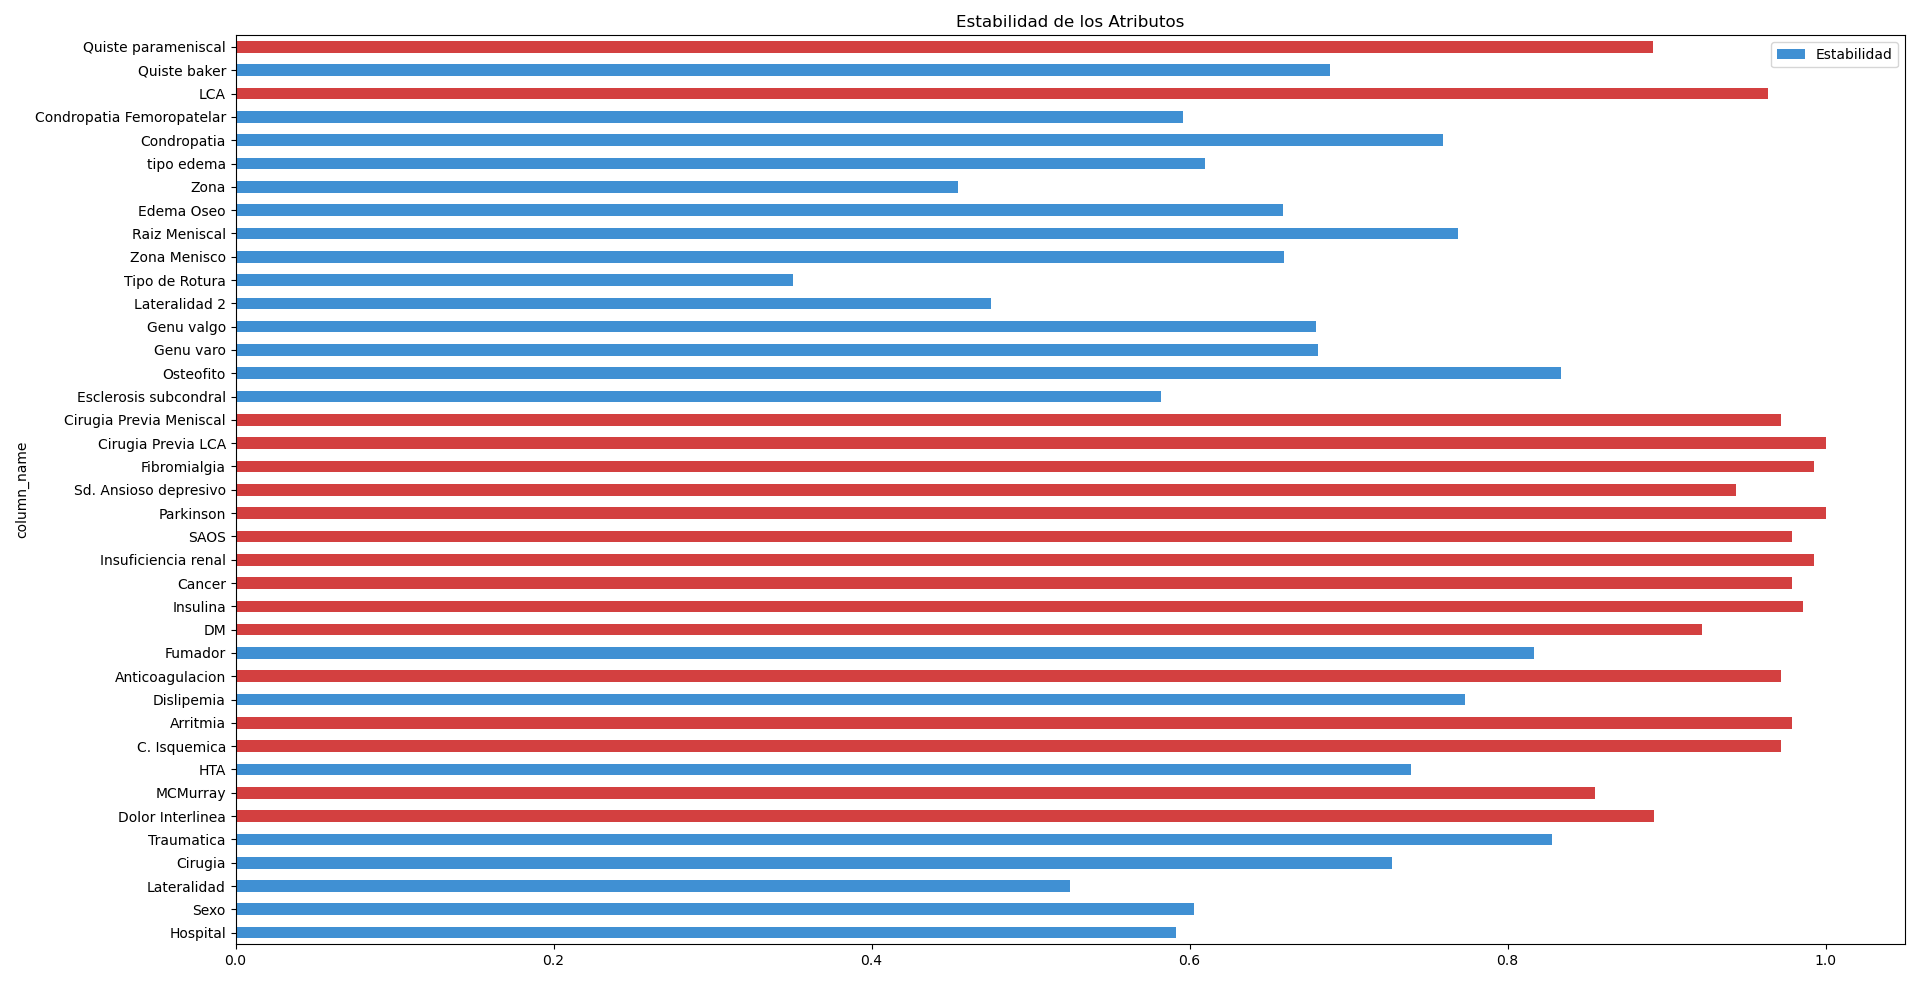 Estabilidad de los Atributos
Estabilidad
column_name
Quiste parameniscal
Quiste baker
LCA
Condropatia Femoropatelar
Condropatia
tipo edema
Zona
Edema Oseo
Raiz Meniscal
Zona Menisco
Tipo de Rotura
Lateralidad 2
Genu valgo
Genu varo
Osteofito
Esclerosis subcondral
Cirugia Previa Meniscal
Cirugia Previa LCA
Fibromialgia
Sd. Ansioso depresivo
Parkinson
SAOS
Insuficiencia renal
Cancer
Insulina
DM
Fumador
Anticoagulacion
Dislipemia
Arritmia
C. Isquemica
HTA
MCMurray
Dolor Interlinea
Traumatica
Cirugia
Lateralidad
Sexo
Hospital
0.0 0.2 0.4 0.6 0.8 1.0